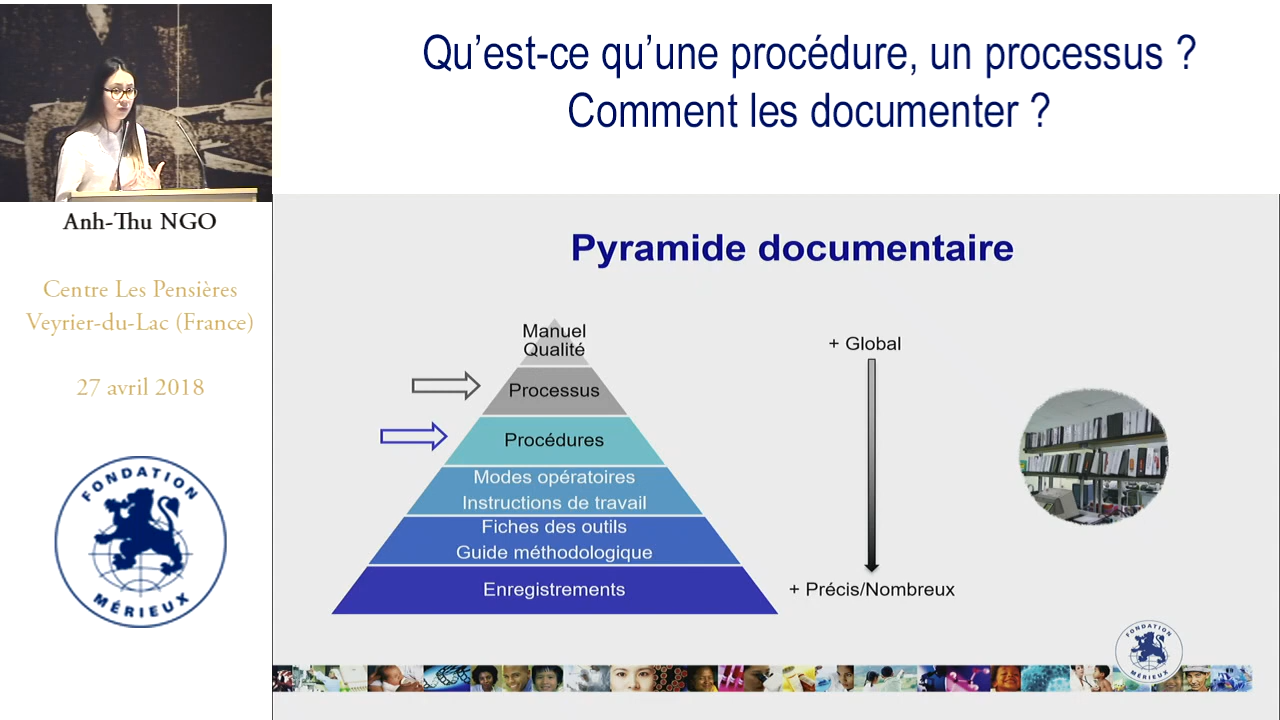 Qu’est-ce qu’une procédure, un processus ?
Comment les documenter ?
Anh-Thu NGO
Centre Les Pensières
Veyrier-du-Lac (France)
27 avril 2018
FONDATION
MÉRIEUX
Pyramide documentaire
Manuel
Qualité
Processus
Procédures
Modes opératoires
Instructions de travail
Fiches des outils
Guide méthodologique
Enregistrements
+ Global
+ Précis/Nombreux
FONDATION
MÉRIEUX